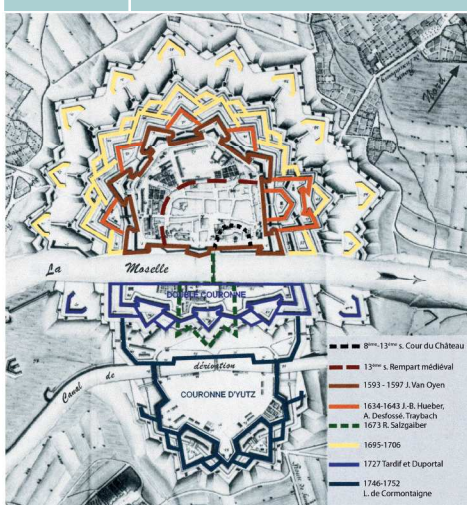 Nord
La Moselle
DOUBLE COURONNE
Canal de dérivation
COURONNE D'YUTZ
8ème-13ème s. Cour du Château
13ème s. Rempart médiéval
1593 - 1597 J. Van Oyen
1634-1643 J.-B. Hueber,
A. Desfossé. Traybach
1673 R. Salzgaiber
1695-1706
1727 Tardif et Duportal
1746-1752
L. de Cormontaigne